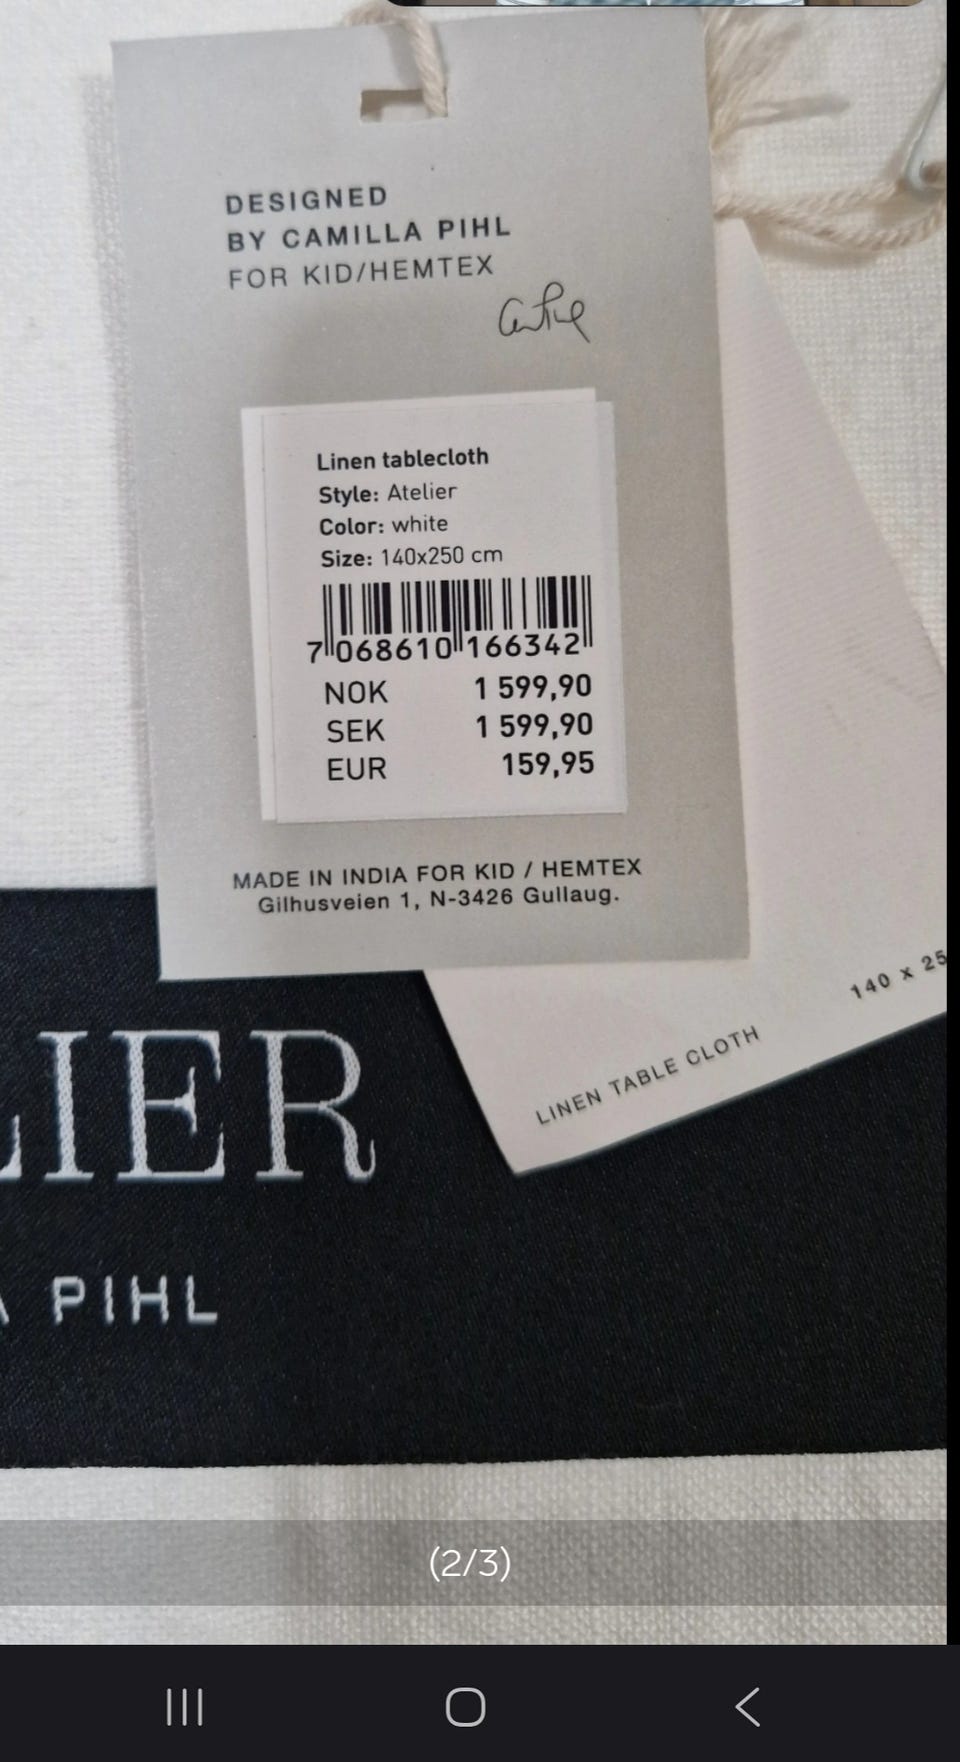 DESIGNED
BY CAMILLA PIHL
FOR KID/HEMTEX
Linen tablecloth
Style: Atelier
Color: white
Size: 140x250 cm
7 068610 166342
NOK 1 599,90
SEK 1 599,90
EUR 159,95
MADE IN INDIA FOR KID / HEMTEX
Gilhusveien 1, N-3426 Gullaug.
140 x 25
LINEN TABLE CLOTH
LIER
PIHL
(2/3)